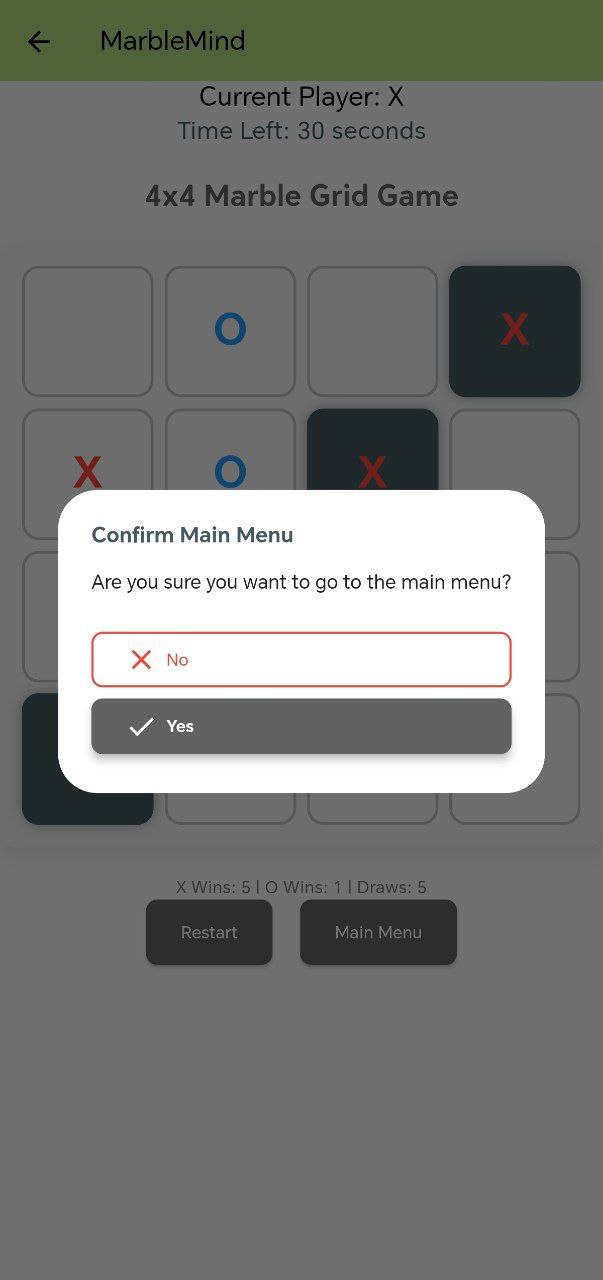 MarbleMind
Current Player: X
Time Left: 30 seconds
4x4 Marble Grid Game
O X
X O X
Confirm Main Menu
Are you sure you want to go to the main menu?
No
Yes
X Wins: 5 | O Wins: 1 | Draws: 5
Restart Main Menu